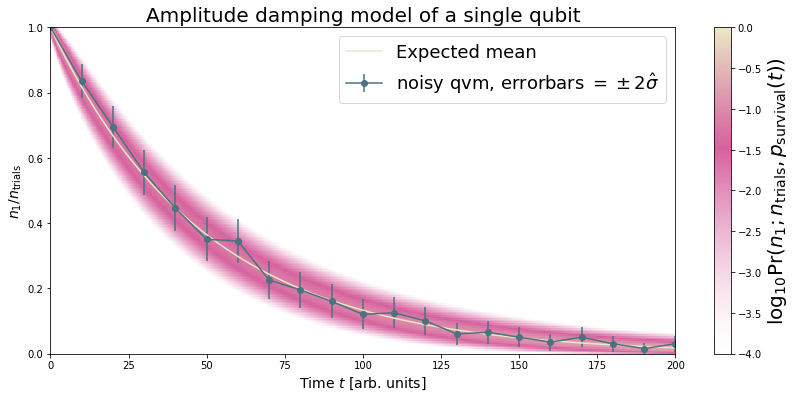 Amplitude damping model of a single qubit
Expected mean
noisy qvm, errorbars = ±2σ̂
n₁/n_trials
1.0
0.8
0.6
0.4
0.2
0.0
0 25 50 75 100 125 150 175 200
Time t [arb. units]
0.0
−0.5
−1.0
−1.5
−2.0
−2.5
−3.0
−3.5
−4.0
log₁₀Pr(n₁; n_trials, p_survival(t))